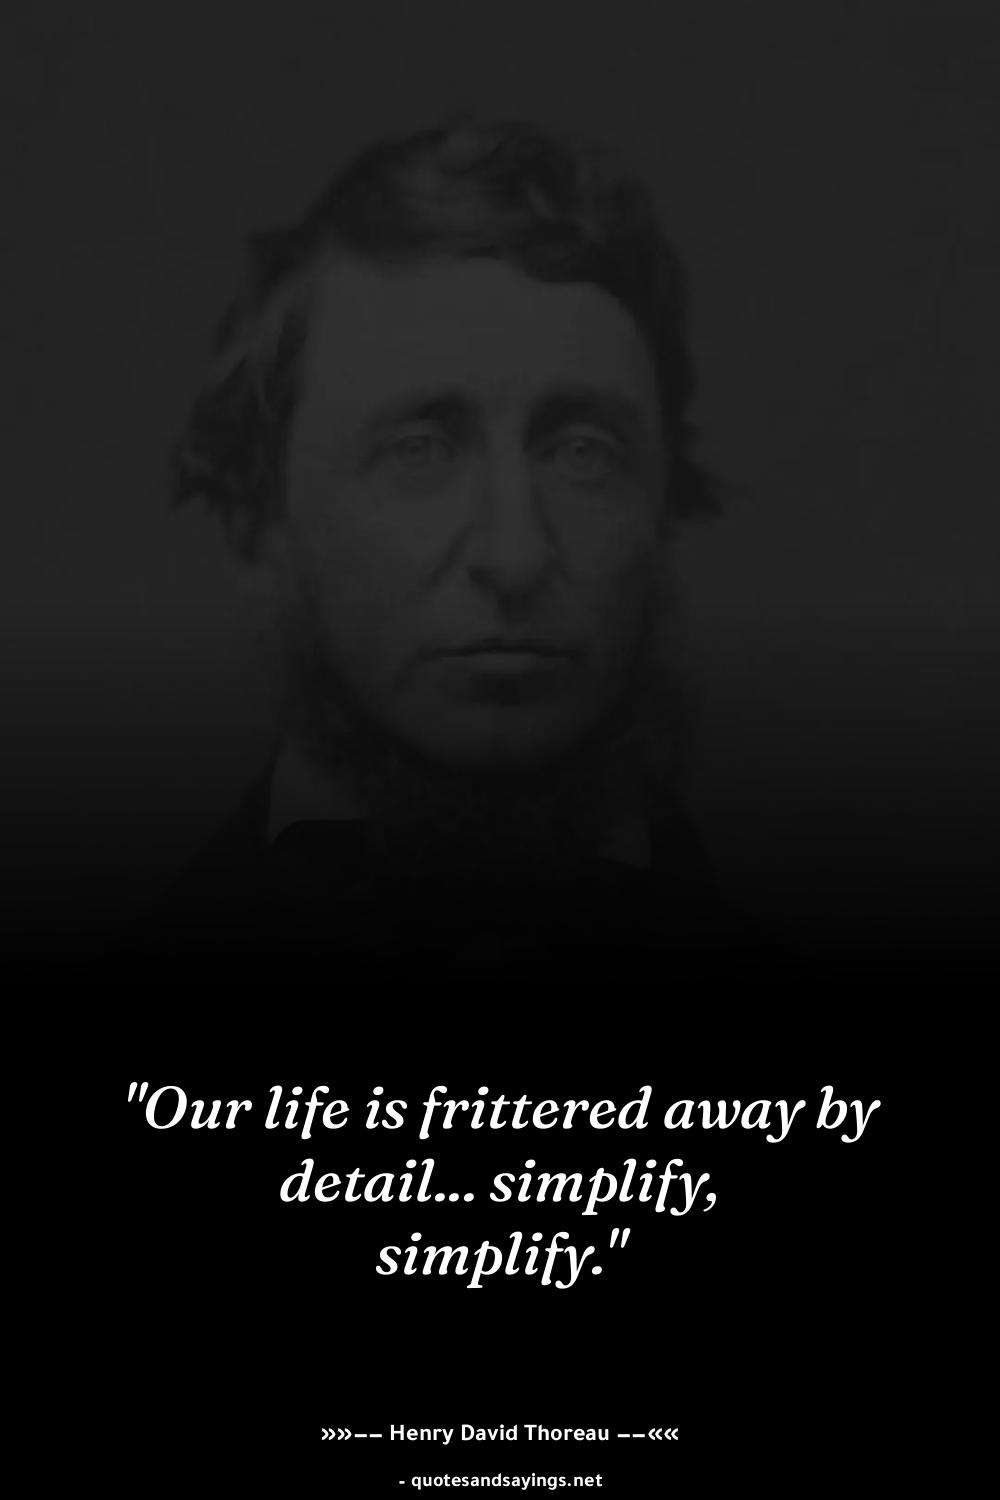 "Our life is frittered away by
detail... simplify,
simplify."
»»–– Henry David Thoreau ––««
- quotesandsayings.net